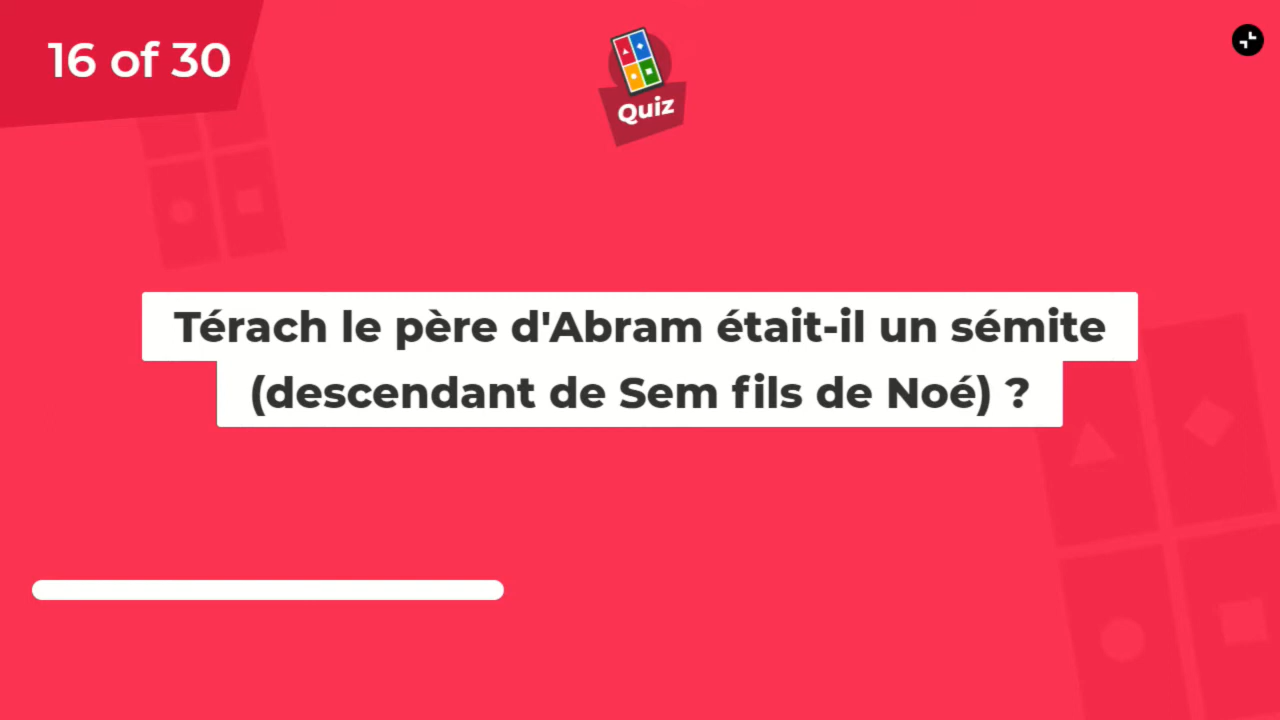 16 of 30
Quiz
Térach le père d'Abram était-il un sémite
(descendant de Sem fils de Noé) ?